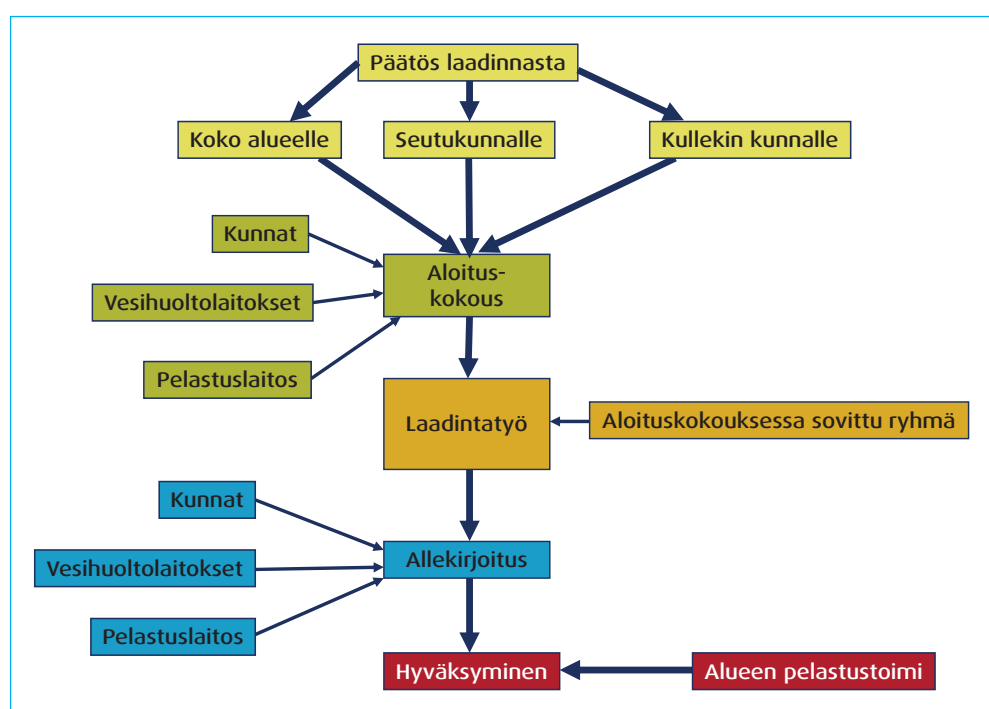 Päätös laadinnasta
Koko alueelle
Seutukunnalle
Kullekin kunnalle
Kunnat
Aloitus-
kokous
Vesihuoltolaitokset
Pelastuslaitos
Laadintatyö
Aloituskokouksessa sovittu ryhmä
Kunnat
Vesihuoltolaitokset
Allekirjoitus
Pelastuslaitos
Hyväksyminen
Alueen pelastustoimi